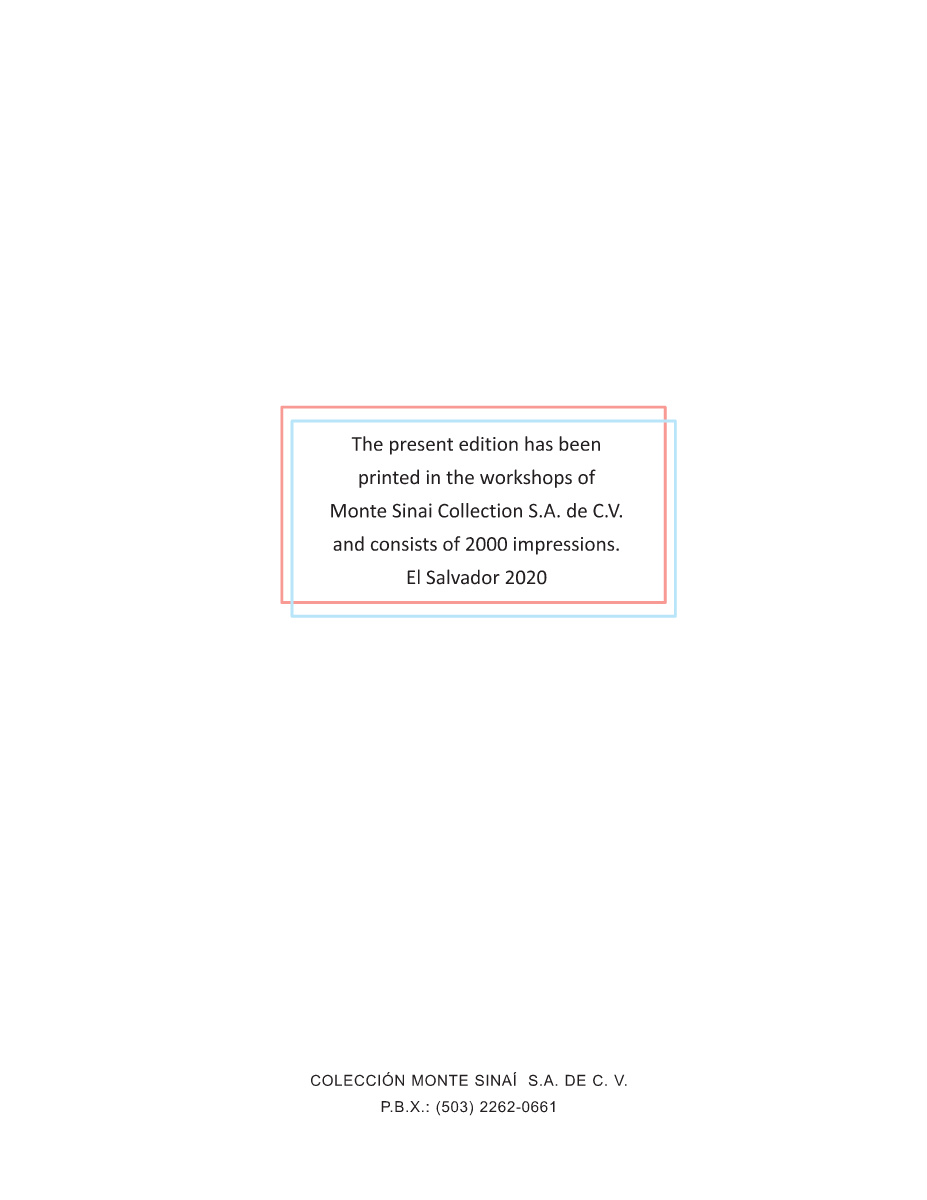 The present edition has been
printed in the workshops of
Monte Sinai Collection S.A. de C.V.
and consists of 2000 impressions.
El Salvador 2020
COLECCIÓN MONTE SINAÍ  S.A. DE C. V.
P.B.X.: (503) 2262-0661